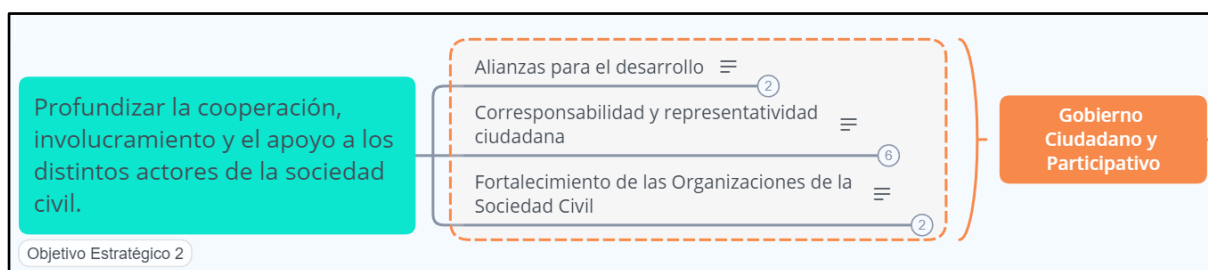 Profundizar la cooperación,
involucramiento y el apoyo a los
distintos actores de la sociedad
civil.
Objetivo Estratégico 2
Alianzas para el desarrollo
2
Corresponsabilidad y representatividad
ciudadana
6
Fortalecimiento de las Organizaciones de la
Sociedad Civil
2
Gobierno
Ciudadano y
Participativo